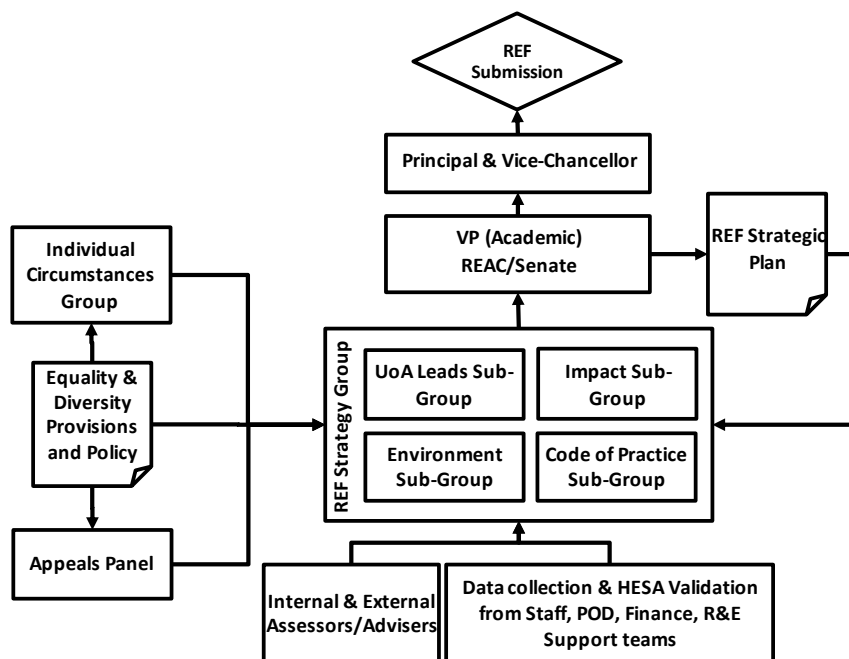 REF
Submission
Principal & Vice-Chancellor
VP (Academic)
REAC/Senate
REF Strategic
Plan
Individual
Circumstances
Group
Equality &
Diversity
Provisions
and Policy
Appeals Panel
REF Strategy Group
UoA Leads Sub-
Group
Impact Sub-
Group
Environment
Sub-Group
Code of Practice
Sub-Group
Internal & External
Assessors/Advisers
Data collection & HESA Validation
from Staff, POD, Finance, R&E
Support teams